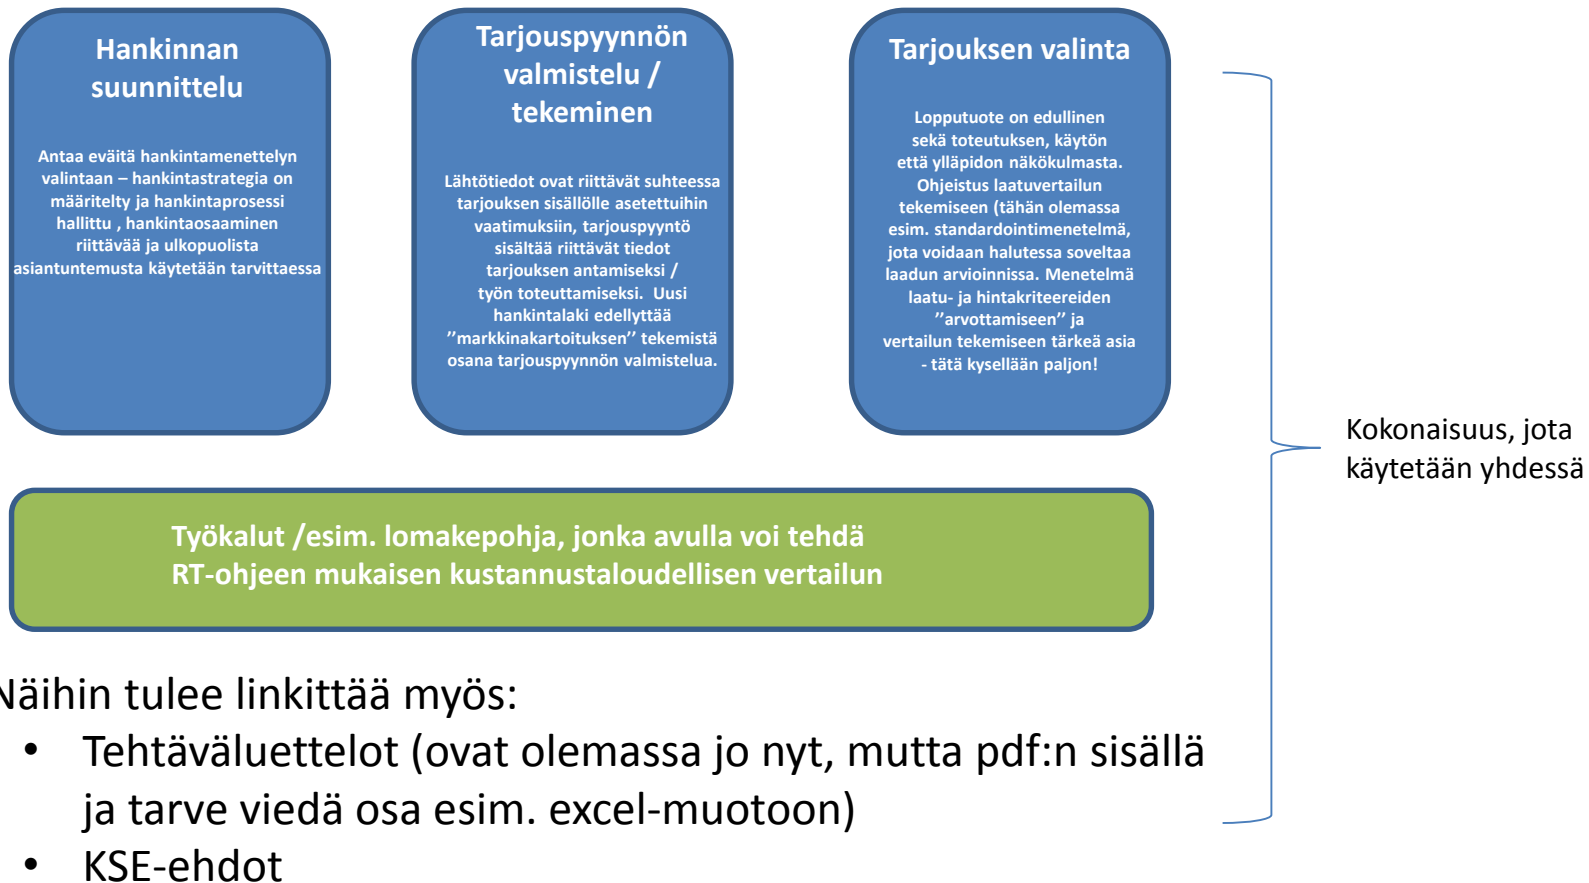 Hankinnan
suunnittelu
Antaa eväitä hankintamenettelyn
valintaan – hankintastrategia on
määritelty ja hankintaprosessi
hallittu , hankintaosaaminen
riittävää ja ulkopuolista
asiantuntemusta käytetään tarvittaessa
Tarjouspyynnön
valmistelu /
tekeminen
Lähtötiedot ovat riittävät suhteessa
tarjouksen sisällölle asetettuihin
vaatimuksiin, tarjouspyyntö
sisältää riittävät tiedot
tarjouksen antamiseksi /
työn toteuttamiseksi.  Uusi
hankintalaki edellyttää
”markkinakartoituksen” tekemistä
osana tarjouspyynnön valmistelua.
Tarjouksen valinta
Lopputuote on edullinen
sekä toteutuksen, käytön
että ylläpidon näkökulmasta.
Ohjeistus laatuvertailun
tekemiseen (tähän olemassa
esim. standardointimenetelmä,
jota voidaan halutessa soveltaa
laadun arvioinnissa. Menetelmä
laatu- ja hintakriteereiden
”arvottamiseen” ja
vertailun tekemiseen tärkeä asia
- tätä kysellään paljon!
Kokonaisuus, jota
käytetään yhdessä
Työkalut /esim. lomakepohja, jonka avulla voi tehdä
RT-ohjeen mukaisen kustannustaloudellisen vertailun
Näihin tulee linkittää myös:
• Tehtäväluettelot (ovat olemassa jo nyt, mutta pdf:n sisällä
ja tarve viedä osa esim. excel-muotoon)
• KSE-ehdot